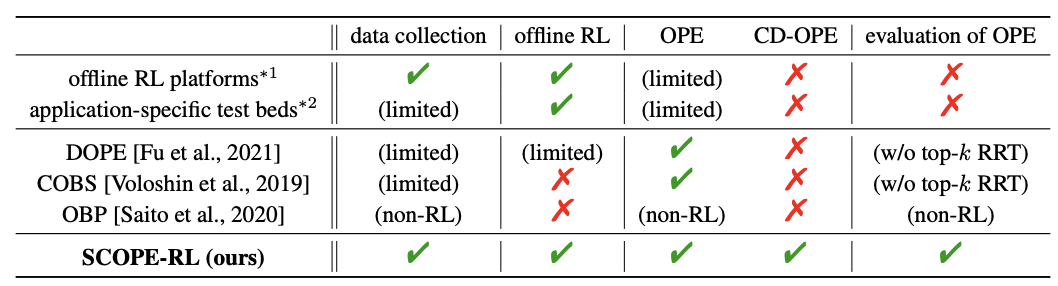 data collection offline RL OPE CD-OPE evaluation of OPE
offline RL platforms*1 ✔ ✔ (limited) ✗ ✗
application-specific test beds*2 (limited) ✔ (limited) ✗ ✗
DOPE [Fu et al., 2021] (limited) (limited) ✔ ✗ (w/o top-k RRT)
COBS [Voloshin et al., 2019] (limited) ✗ ✔ ✗ (w/o top-k RRT)
OBP [Saito et al., 2020] (non-RL) ✗ (non-RL) ✗ (non-RL)
SCOPE-RL (ours) ✔ ✔ ✔ ✔ ✔